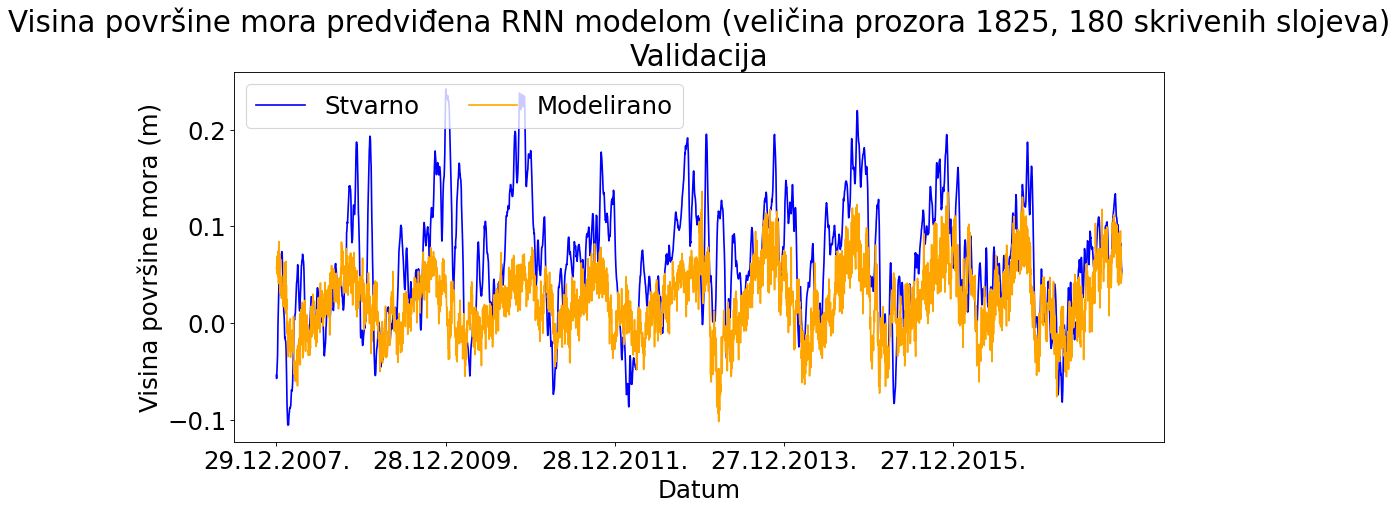 Visina površine mora predviđena RNN modelom (veličina prozora 1825, 180 skrivenih slojeva)
Validacija
Stvarno Modelirano
Visina površine mora (m)
0.2
0.1
0.0
−0.1
29.12.2007. 28.12.2009. 28.12.2011. 27.12.2013. 27.12.2015.
Datum